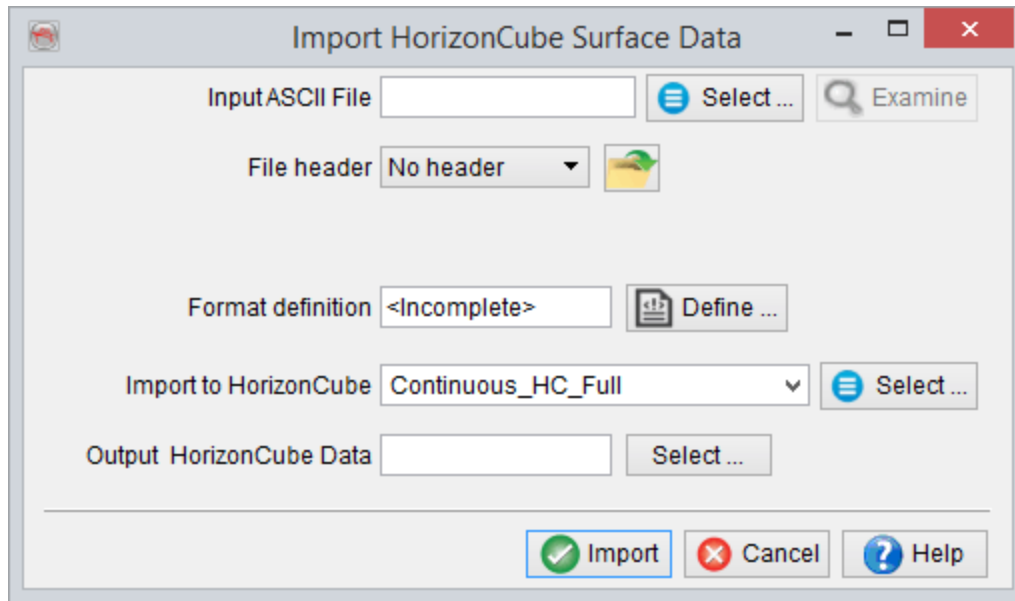 Import HorizonCube Surface Data
Input ASCII File Select ... Examine
File header No header
Format definition <Incomplete> Define ...
Import to HorizonCube Continuous_HC_Full Select ...
Output HorizonCube Data Select ...
Import Cancel Help